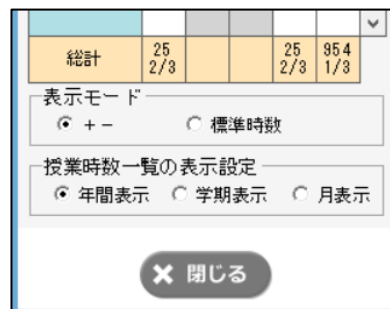 総計 25 2/3 25 2/3 954 1/3
表示モード
+ - 標準時数
授業時数一覧の表示設定
年間表示 学期表示 月表示
閉じる